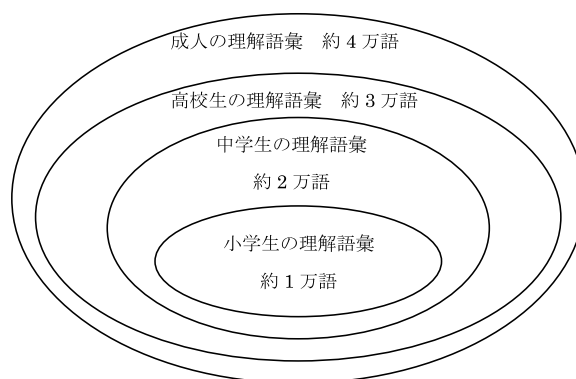 成人の理解語彙　約 4 万語
高校生の理解語彙　約 3 万語
中学生の理解語彙
約 2 万語
小学生の理解語彙
約 1 万語